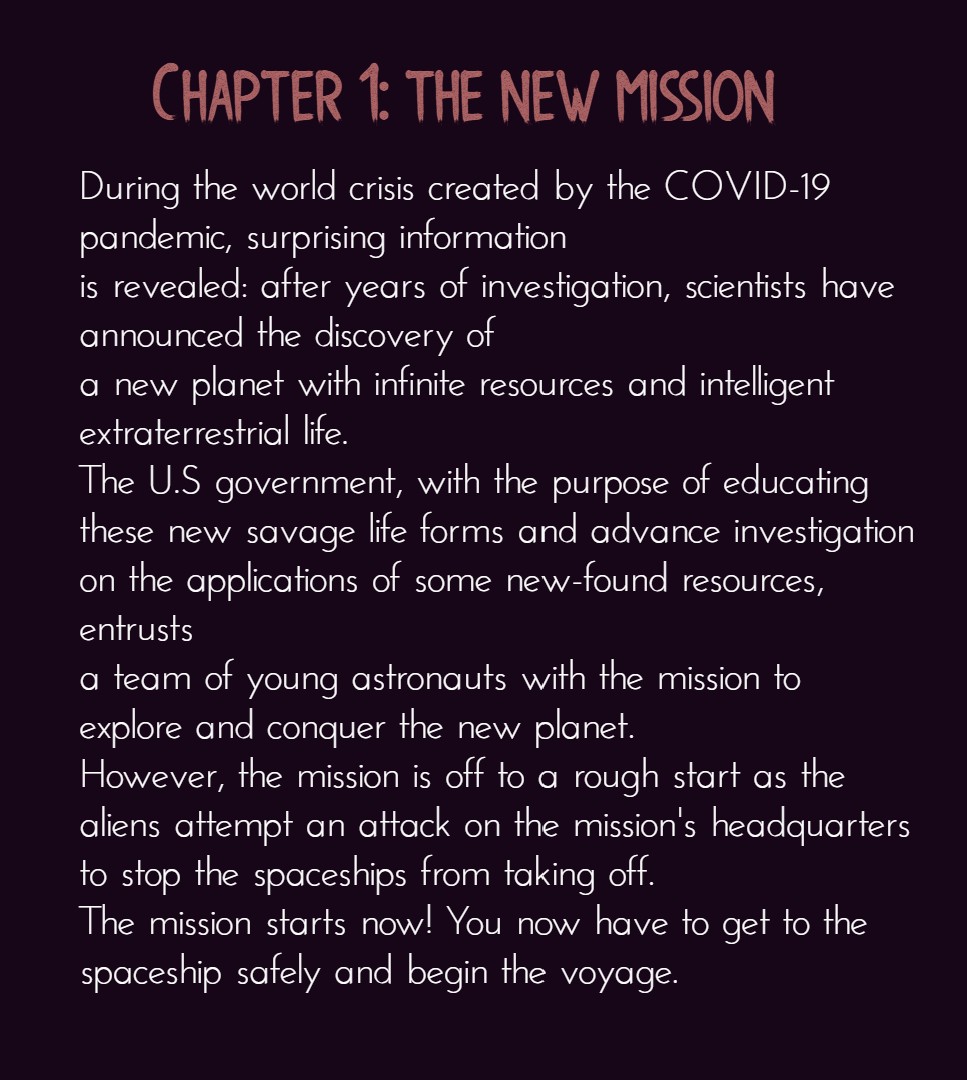 Chapter 1: The new mission
During the world crisis created by the COVID-19
pandemic, surprising information
is revealed: after years of investigation, scientists have
announced the discovery of
a new planet with infinite resources and intelligent
extraterrestrial life.
The U.S government, with the purpose of educating
these new savage life forms and advance investigation
on the applications of some new-found resources,
entrusts
a team of young astronauts with the mission to
explore and conquer the new planet.
However, the mission is off to a rough start as the
aliens attempt an attack on the mission's headquarters
to stop the spaceships from taking off.
The mission starts now! You now have to get to the
spaceship safely and begin the voyage.